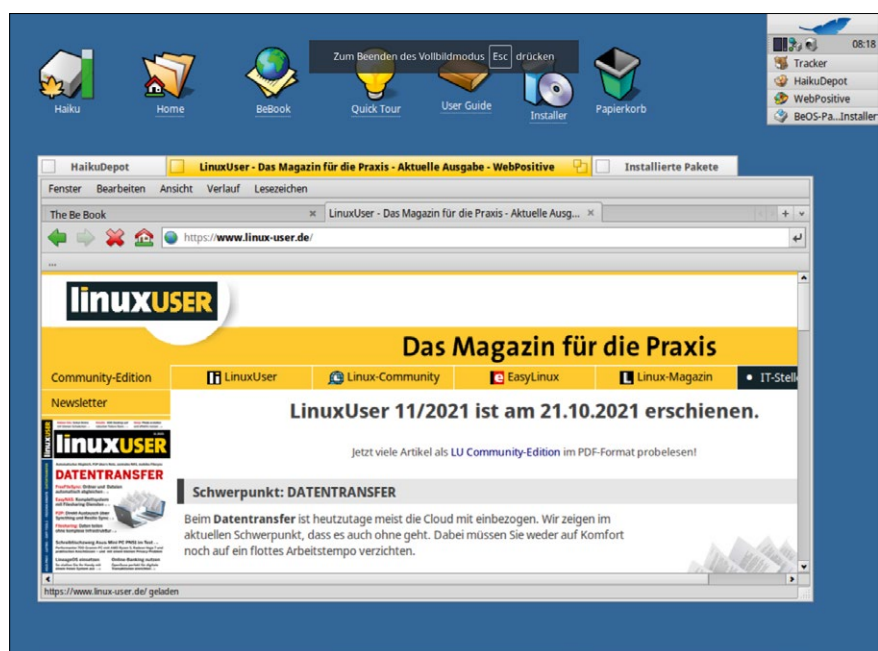 Zum Beenden des Vollbildmodus Esc drücken
08:18
Tracker
HaikuDepot
WebPositive
BeOS-Pa...Installer
Haiku
Home
BeBook
Quick Tour
User Guide
Installer
Papierkorb
HaikuDepot
LinuxUser - Das Magazin für die Praxis - Aktuelle Ausgabe - WebPositive
Installierte Pakete
Fenster Bearbeiten Ansicht Verlauf Lesezeichen
The Be Book
LinuxUser - Das Magazin für die Praxis - Aktuelle Ausg...
https://www.linux-user.de/
...
linuxUSER
Das Magazin für die Praxis
Community-Edition
LinuxUser
Linux-Community
EasyLinux
Linux-Magazin
IT-Stell
Newsletter
LinuxUser 11/2021 ist am 21.10.2021 erschienen.
Jetzt viele Artikel als LU Community-Edition im PDF-Format probelesen!
linuxUSER
DATENTRANSFER
FreeFileSync: Ordner und Dateien
automatisch abgleichen
Schwerpunkt: DATENTRANSFER
Beim Datentransfer ist heutzutage meist die Cloud mit einbezogen. Wir zeigen im
aktuellen Schwerpunkt, dass es auch ohne geht. Dabei müssen Sie weder auf Komfort
noch auf ein flottes Arbeitstempo verzichten.
https://www.linux-user.de/ geladen